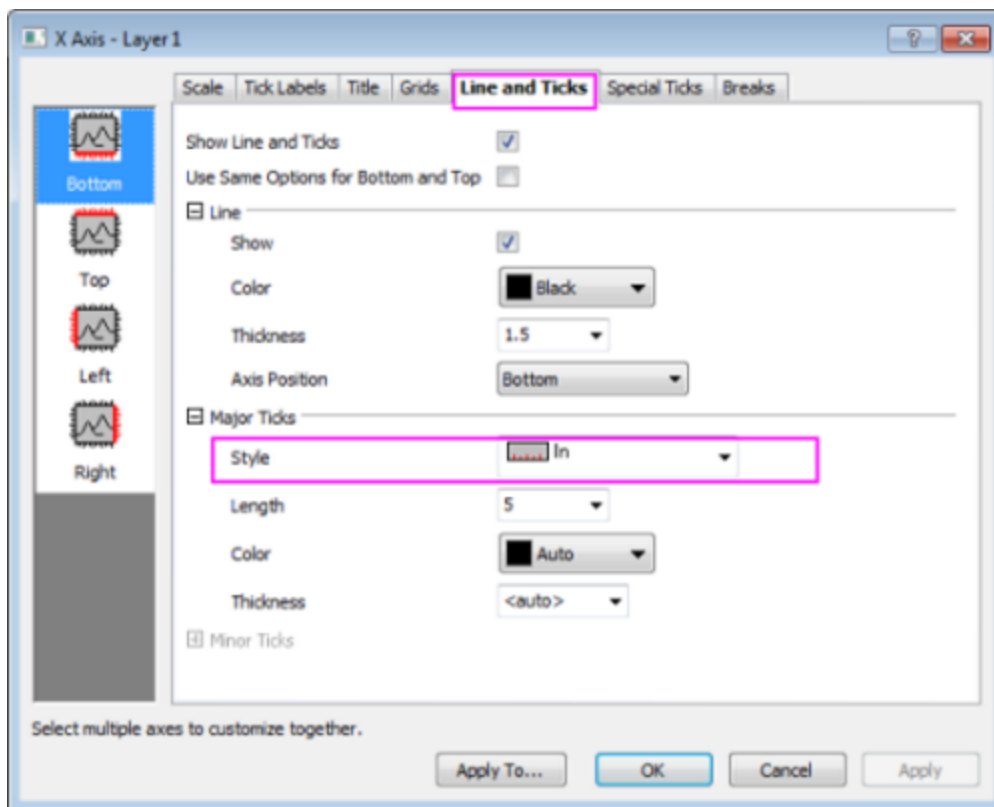 X Axis - Layer 1
Scale Tick Labels Title Grids Line and Ticks Special Ticks Breaks
Bottom
Top
Left
Right
Show Line and Ticks
Use Same Options for Bottom and Top
Line
Show
Color Black
Thickness 1.5
Axis Position Bottom
Major Ticks
Style In
Length 5
Color Auto
Thickness <auto>
Minor Ticks
Select multiple axes to customize together.
Apply To... OK Cancel Apply